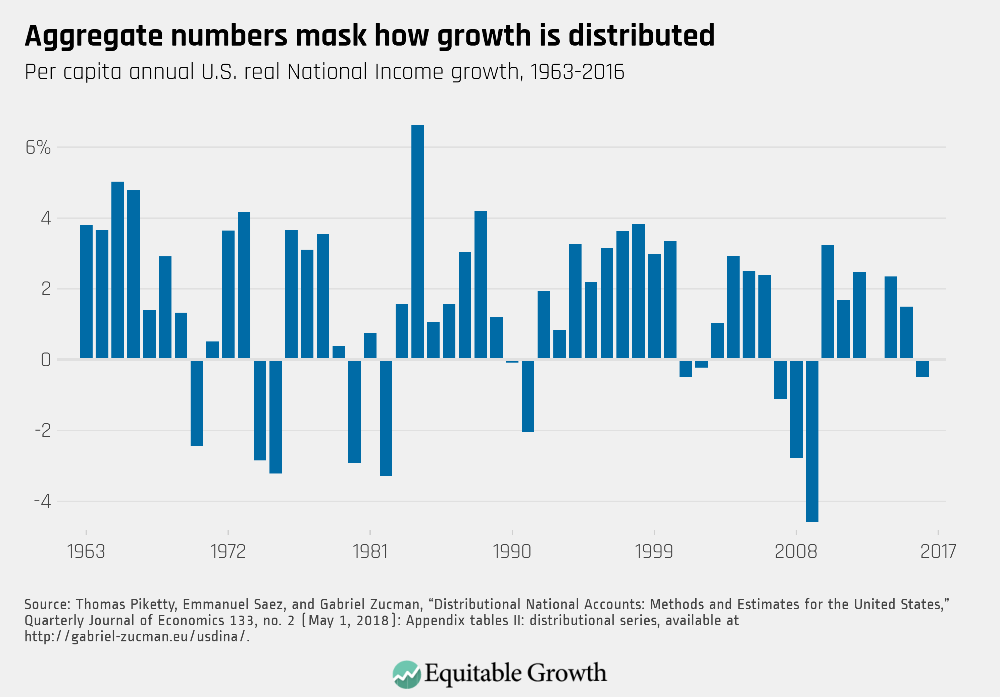 Aggregate numbers mask how growth is distributed
Per capita annual U.S. real National Income growth, 1963-2016
6%
4
2
0
-2
-4
1963 1972 1981 1990 1999 2008 2017
Source: Thomas Piketty, Emmanuel Saez, and Gabriel Zucman, “Distributional National Accounts: Methods and Estimates for the United States,”
Quarterly Journal of Economics 133, no. 2 (May 1, 2018): Appendix tables II: distributional series, available at
http://gabriel-zucman.eu/usdina/.
Equitable Growth